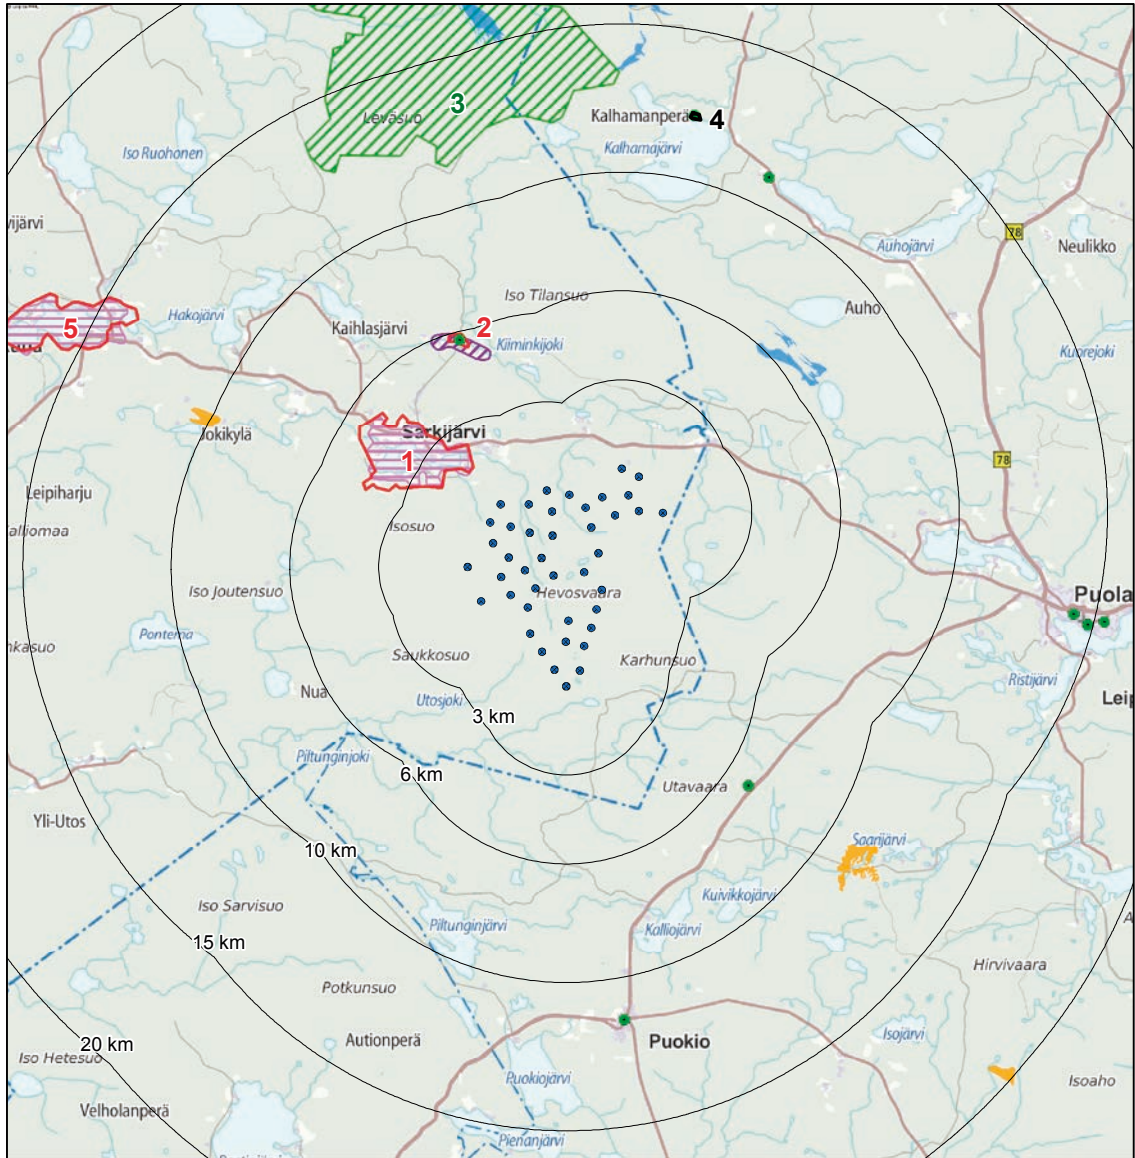 3
Leväsuo
Kalhamanperä
4
Kalhamajärvi
Iso Ruohonen
vijärvi
78
Neulikko
Auhojärvi
Iso Tilansuo
Auho
Hakojärvi
5
Kaihlasjärvi
2
Kiiminkijoki
Kuorejoki
Jokikylä
Särkijärvi
1
78
Leipiharju
alliomaa
Isosuo
Iso Joutensuo
Hevosvaara
Puola
Pontema
nkasuo
Saukkosuo
Karhunsuo
Ristijärvi
Nua
Utosjoki
Leip
3 km
Piltunginjoki
6 km
Utavaara
Yli-Utos
Saarijärvi
10 km
Kuivikkojärvi
Iso Sarvisuo
Piltunginjärvi
Kalliojärvi
A
15 km
Hirvivaara
Potkunsuo
Autionperä
Puokio
Isojärvi
20 km
Iso Hetesuo
Puokiojärvi
Isoaho
Velholanperä
Pienanjärvi